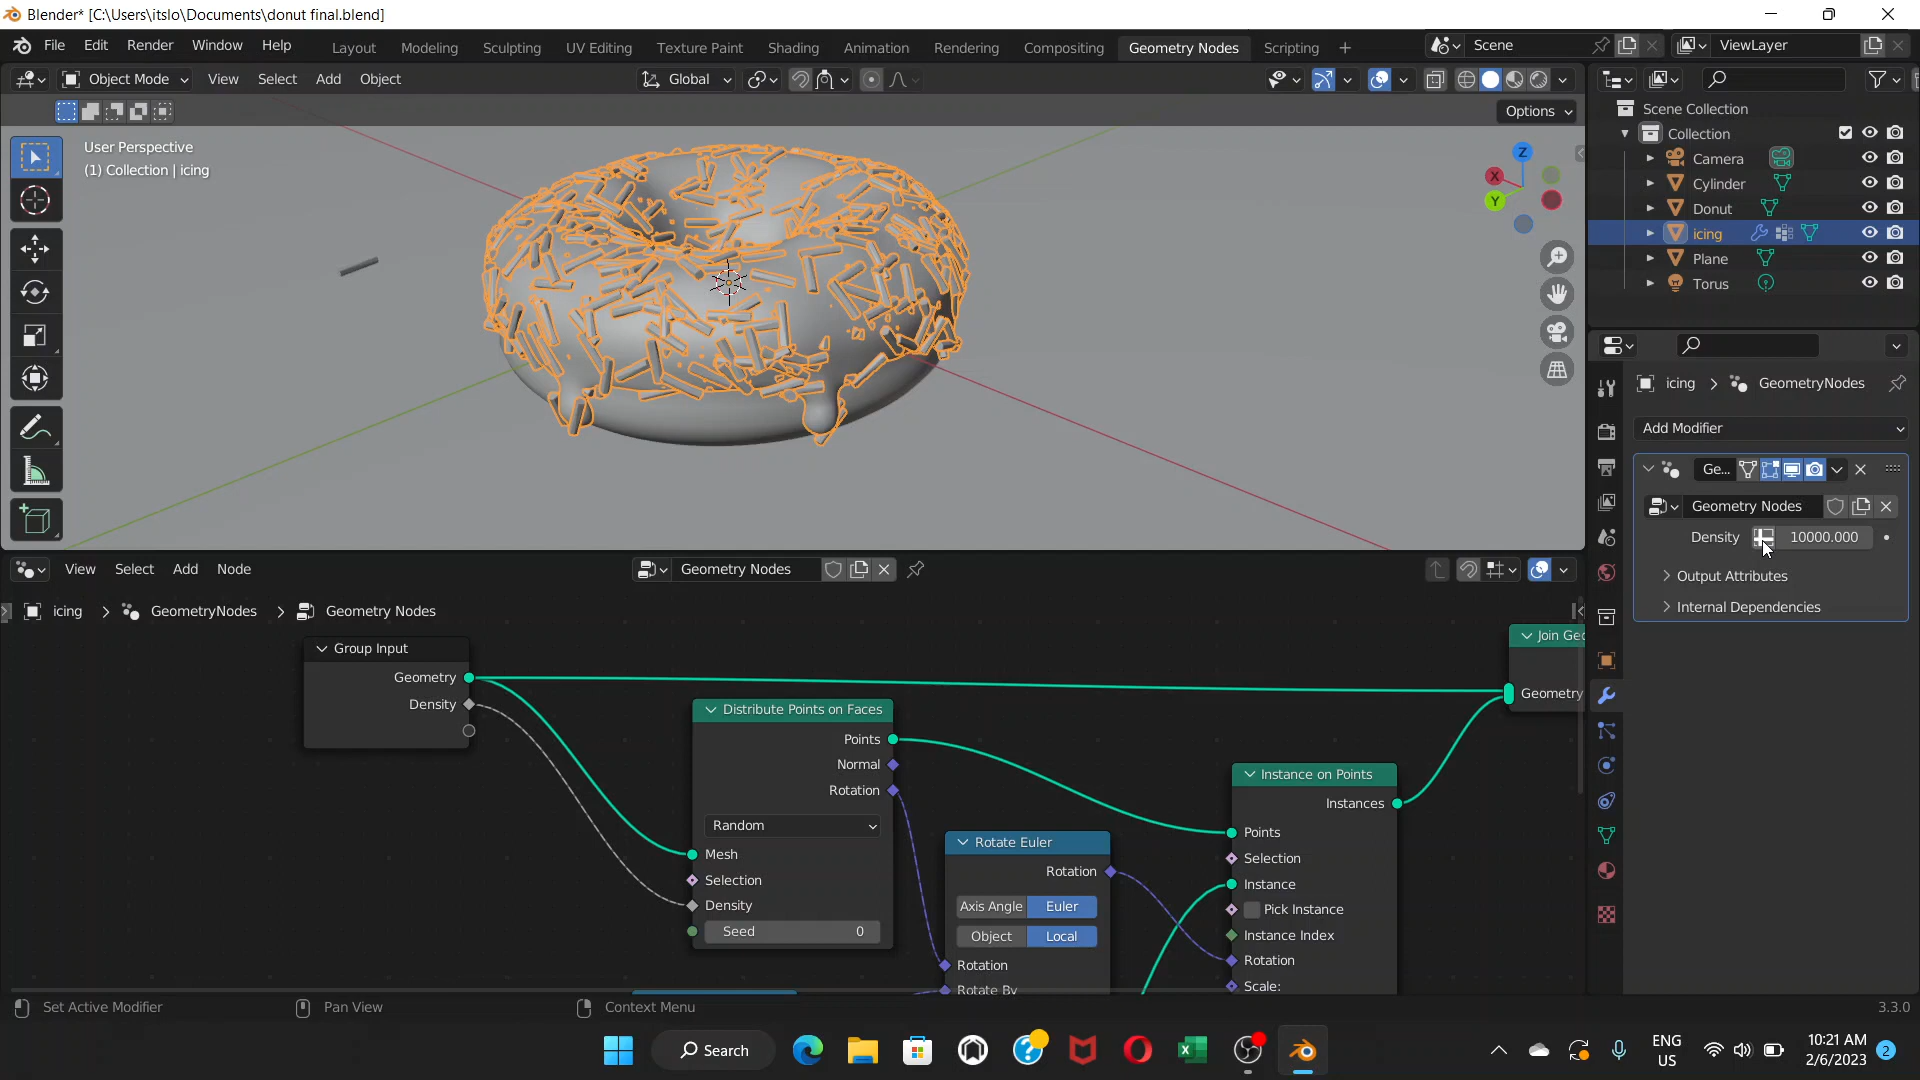 Blender* [C:\Users\itslo\Documents\donut final.blend]
File Edit Render Window Help Layout Modeling Sculpting UV Editing Texture Paint Shading Animation Rendering Compositing Geometry Nodes Scripting + Scene ViewLayer
Object Mode View Select Add Object Global
Options
User Perspective
(1) Collection | icing
Z
X
Y
Scene Collection
Collection
Camera
Cylinder
Donut
icing
Plane
Torus
icing > GeometryNodes
Add Modifier
Ge...
Geometry Nodes
Density 10000.000
Output Attributes
Internal Dependencies
View Select Add Node Geometry Nodes
icing > GeometryNodes > Geometry Nodes
Group Input
Geometry
Density
Distribute Points on Faces
Points
Normal
Rotation
Random
Mesh
Selection
Density
Seed 0
Rotate Euler
Rotation
Axis Angle Euler
Object Local
Rotation
Rotate By
Instance on Points
Instances
Points
Selection
Instance
Pick Instance
Instance Index
Rotation
Scale:
Join Geo
Geometry
Set Active Modifier Pan View Context Menu 3.3.0
Search
ENG
US
10:21 AM
2/6/2023
2